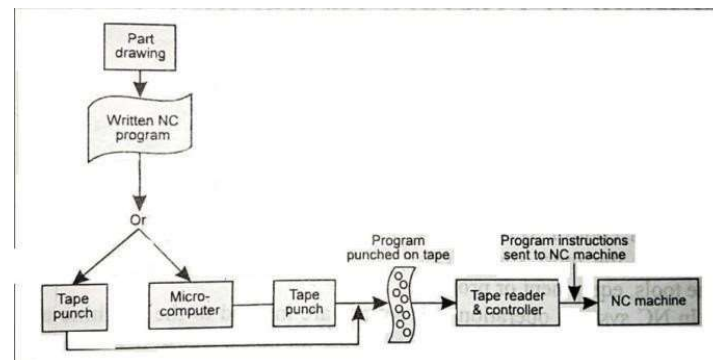 Part
drawing
Written NC
program
Or
Program
punched on tape
Program instructions
sent to NC machine
Tape
punch
Micro-
computer
Tape
punch
Tape reader
& controller
NC machine